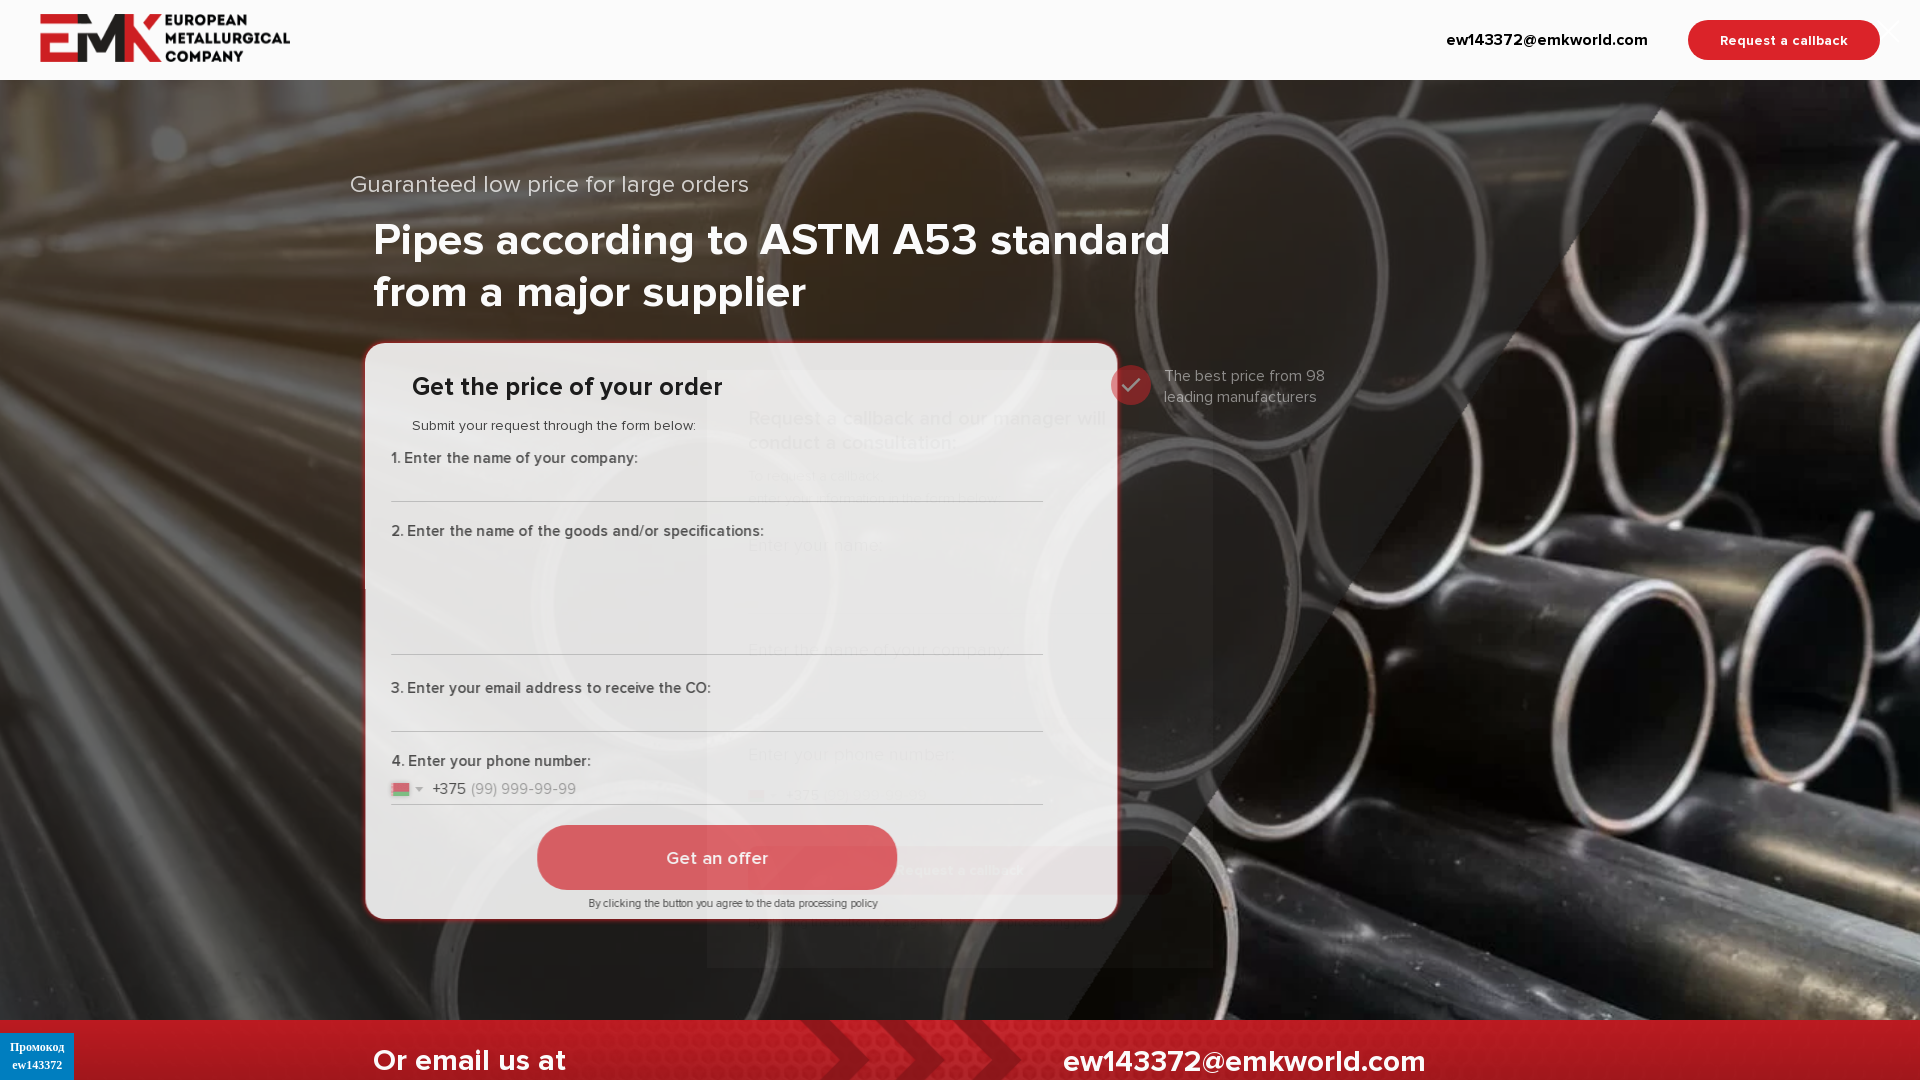 EMK
EUROPEAN
METALLURGICAL
COMPANY
ew143372@emkworld.com
Request a callback
Guaranteed low price for large orders
Pipes according to ASTM A53 standard
from a major supplier
The best price from 98
leading manufacturers
Get the price of your order
Submit your request through the form below:
1. Enter the name of your company:
2. Enter the name of the goods and/or specifications:
3. Enter your email address to receive the CO:
4. Enter your phone number:
+375 (99) 999-99-99
Get an offer
By clicking the button you agree to the data processing policy
Request a callback and our manager will
conduct a consultation!
Enter your name:
Enter the name of your company:
Enter your phone number:
+375
Request a callback
Or email us at
ew143372@emkworld.com
Промокод
ew143372